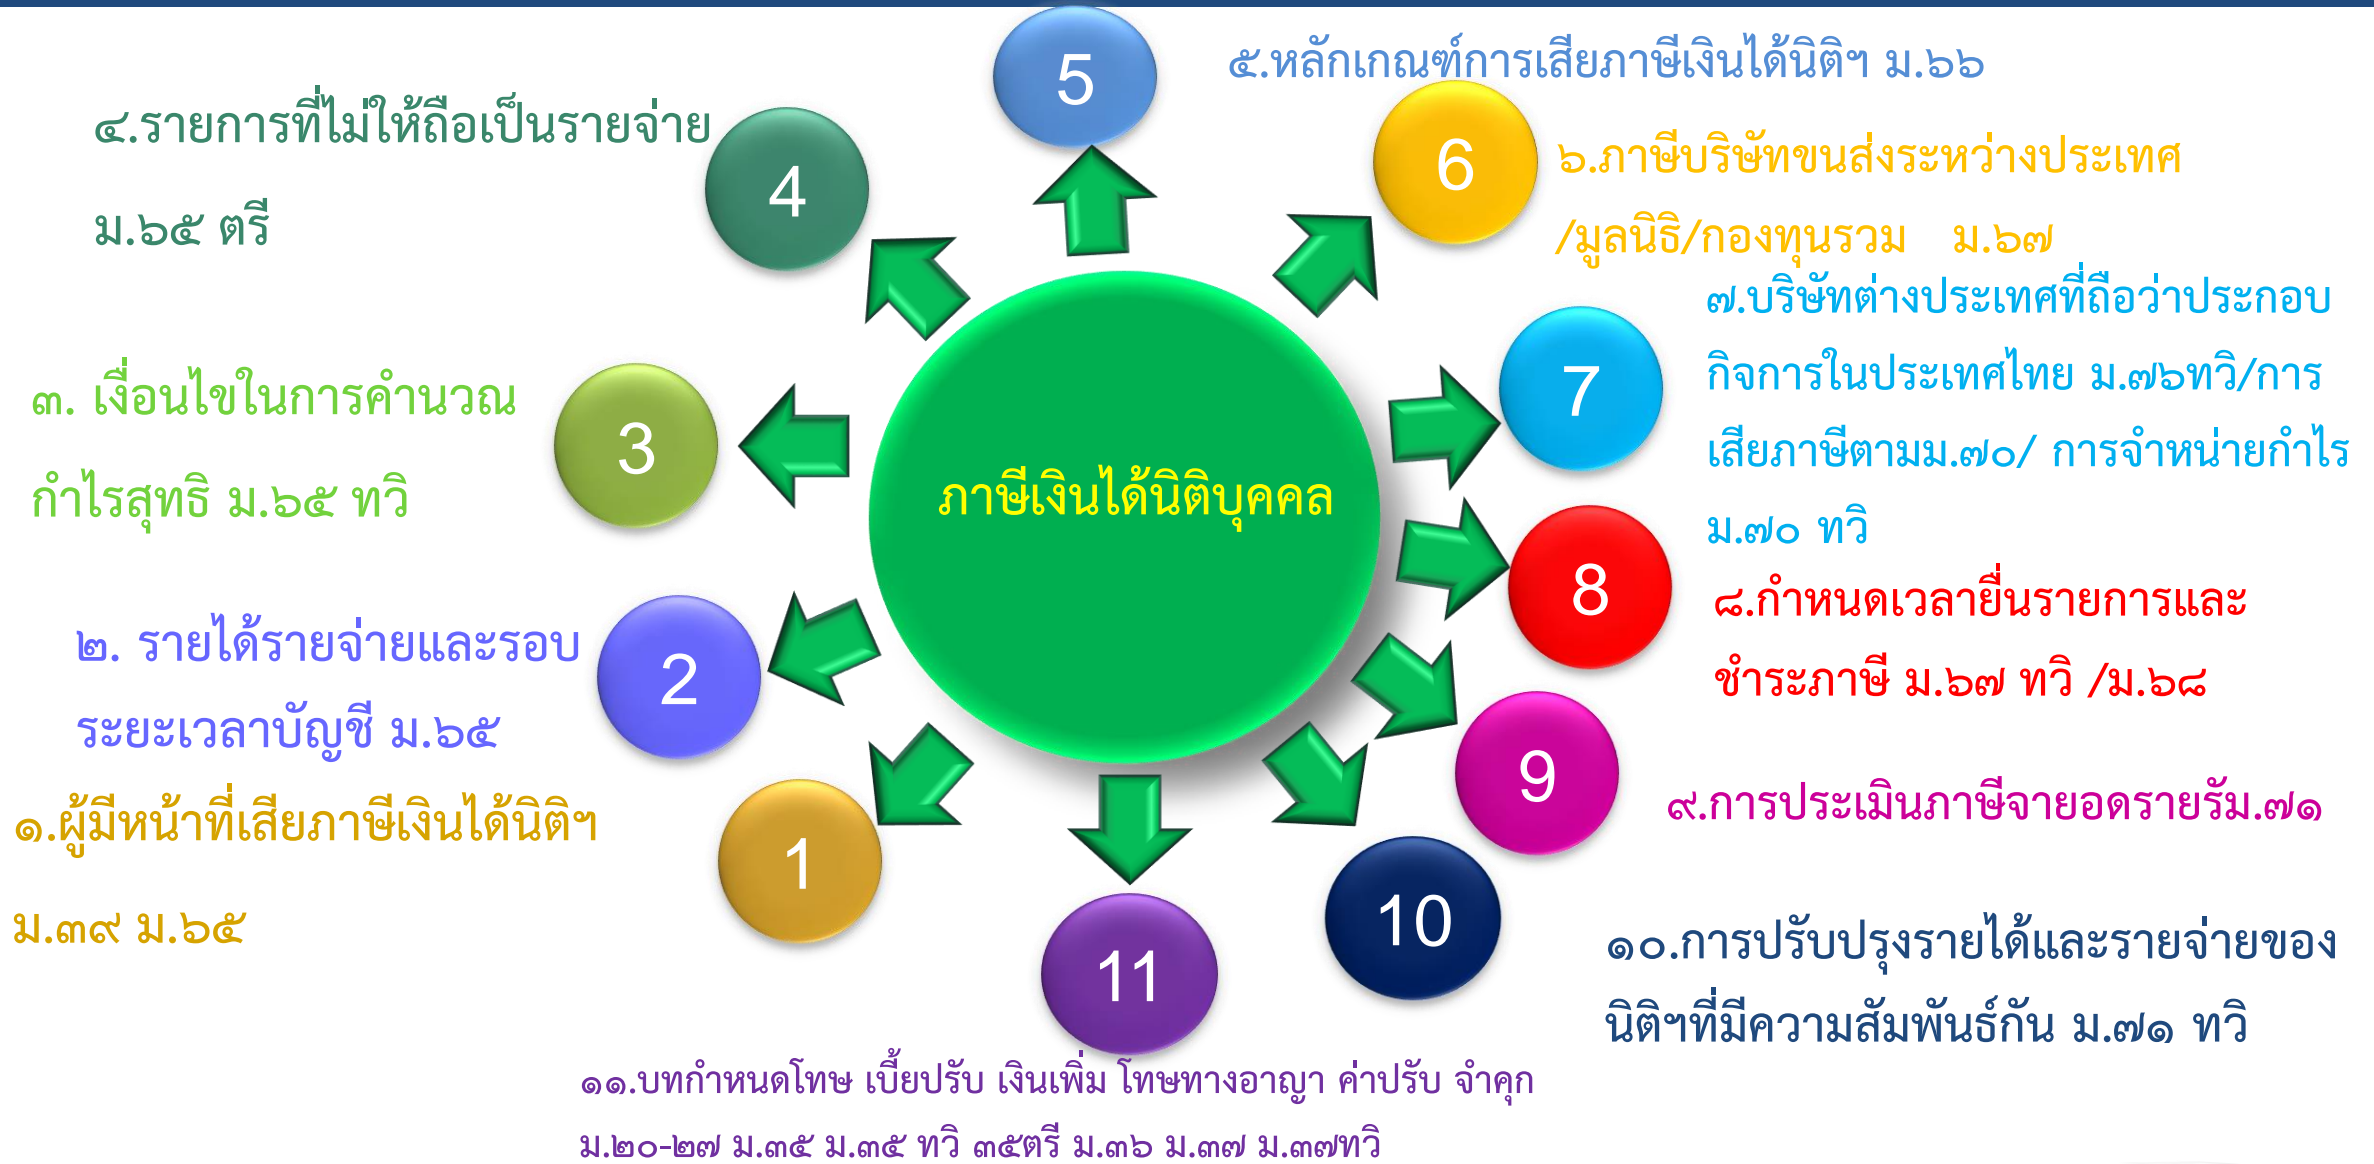 5
๕.หลักเกณฑ์การเสียภาษีเงินได้นิติฯ ม.๖๖
๔.รายการที่ไม่ให้ถือเป็นรายจ่าย
ม.๖๕ ตรี
4
6
๖.ภาษีบริษัทขนส่งระหว่างประเทศ
/มูลนิธิ/กองทุนรวม ม.๖๗
๗.บริษัทต่างประเทศที่ถือว่าประกอบ
กิจการในประเทศไทย ม.๗๖ทวิ/การ
เสียภาษีตามม.๗๐/ การจำหน่ายกำไร
ม.๗๐ ทวิ
7
๓. เงื่อนไขในการคำนวณ
กำไรสุทธิ ม.๖๕ ทวิ
3
ภาษีเงินได้นิติบุคคล
8
๘.กำหนดเวลายื่นรายการและ
ชำระภาษี ม.๖๗ ทวิ /ม.๖๘
๒. รายได้รายจ่ายและรอบ
ระยะเวลาบัญชี ม.๖๕
2
9
๙.การประเมินภาษีจายอดรายรัม.๗๑
๑.ผู้มีหน้าที่เสียภาษีเงินได้นิติฯ
ม.๓๙ ม.๖๕
1
10
๑๐.การปรับปรุงรายได้และรายจ่ายของ
นิติฯที่มีความสัมพันธ์กัน ม.๗๑ ทวิ
11
๑๑.บทกำหนดโทษ เบี้ยปรับ เงินเพิ่ม โทษทางอาญา ค่าปรับ จำคุก
ม.๒๐-๒๗ ม.๓๕ ม.๓๕ ทวิ ๓๕ตรี ม.๓๖ ม.๓๗ ม.๓๗ทวิ